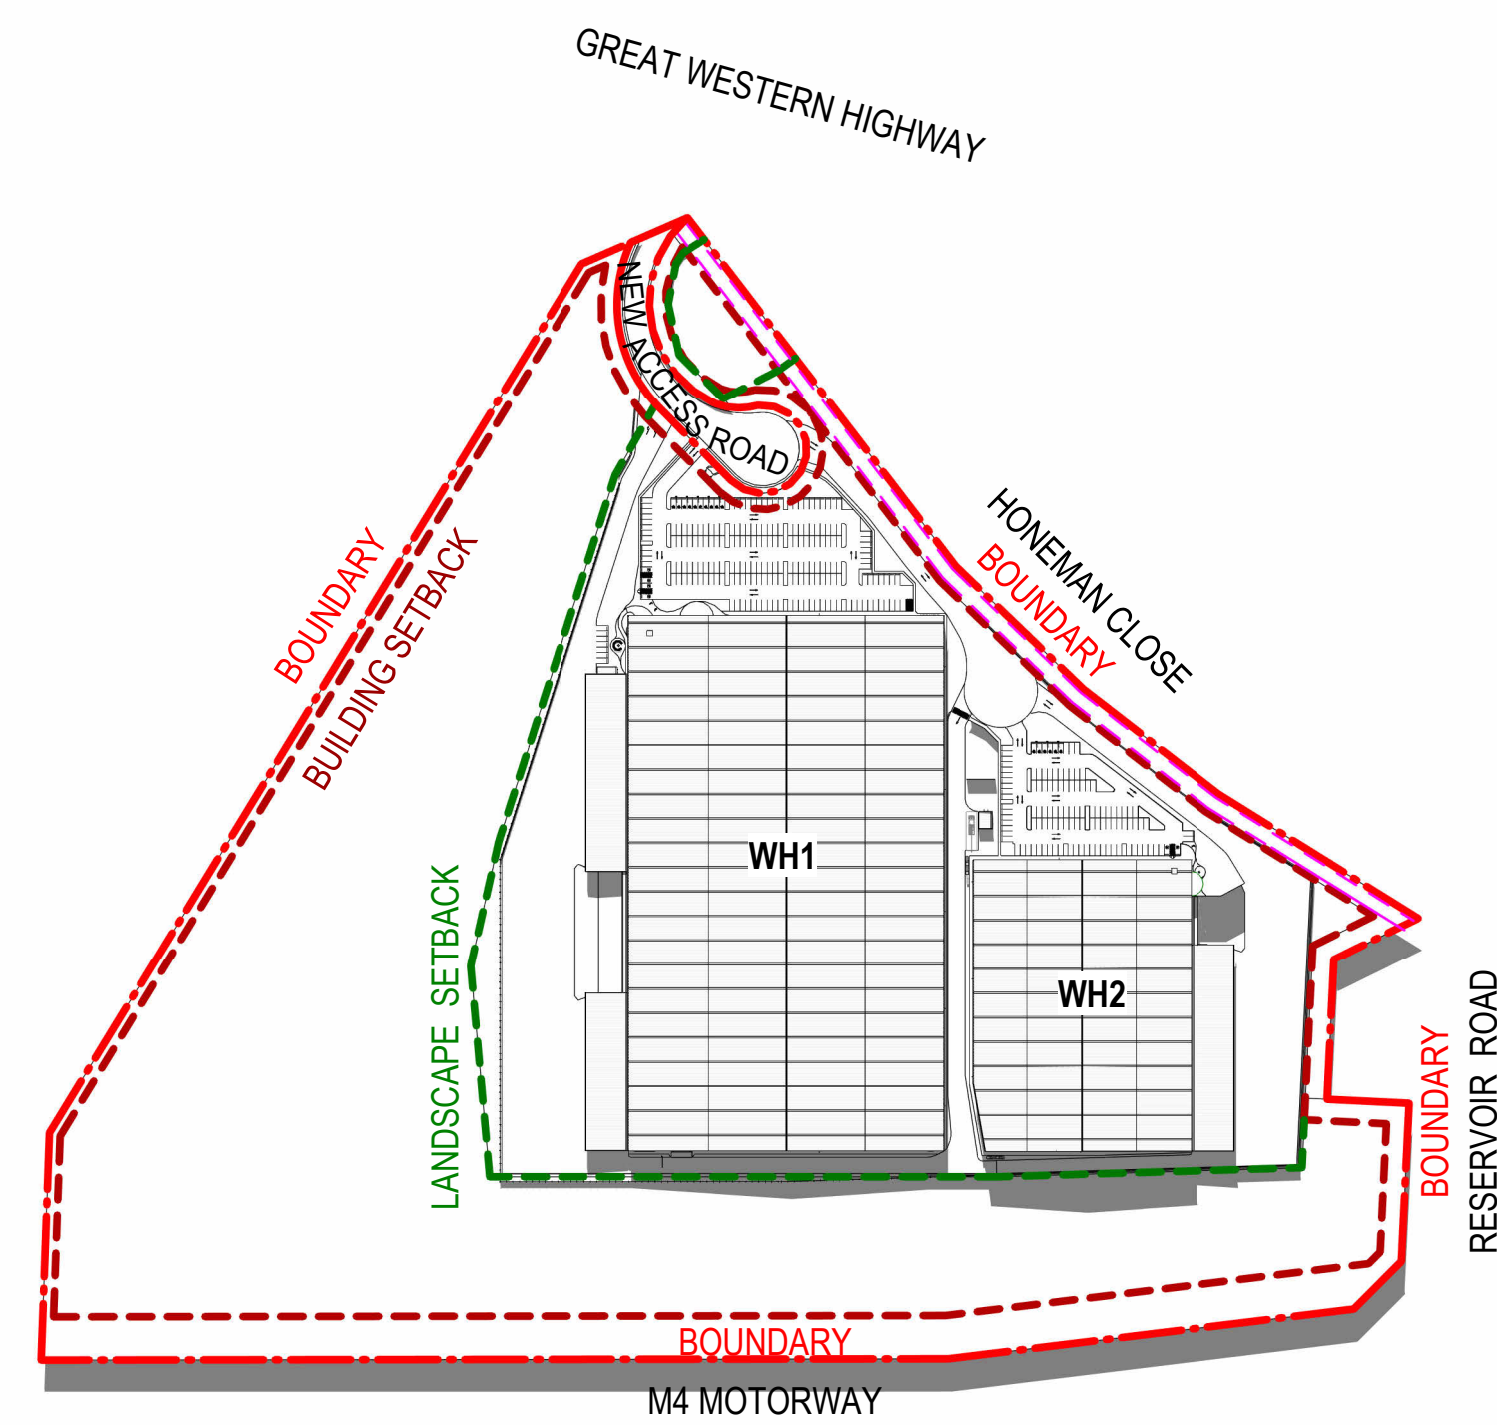 GREAT WESTERN HIGHWAY
NEW ACCESS ROAD
HONEMAN CLOSE
BOUNDARY
BOUNDARY
BUILDING SETBACK
WH1
LANDSCAPE SETBACK
WH2
RESERVOIR ROAD
BOUNDARY
BOUNDARY
M4 MOTORWAY